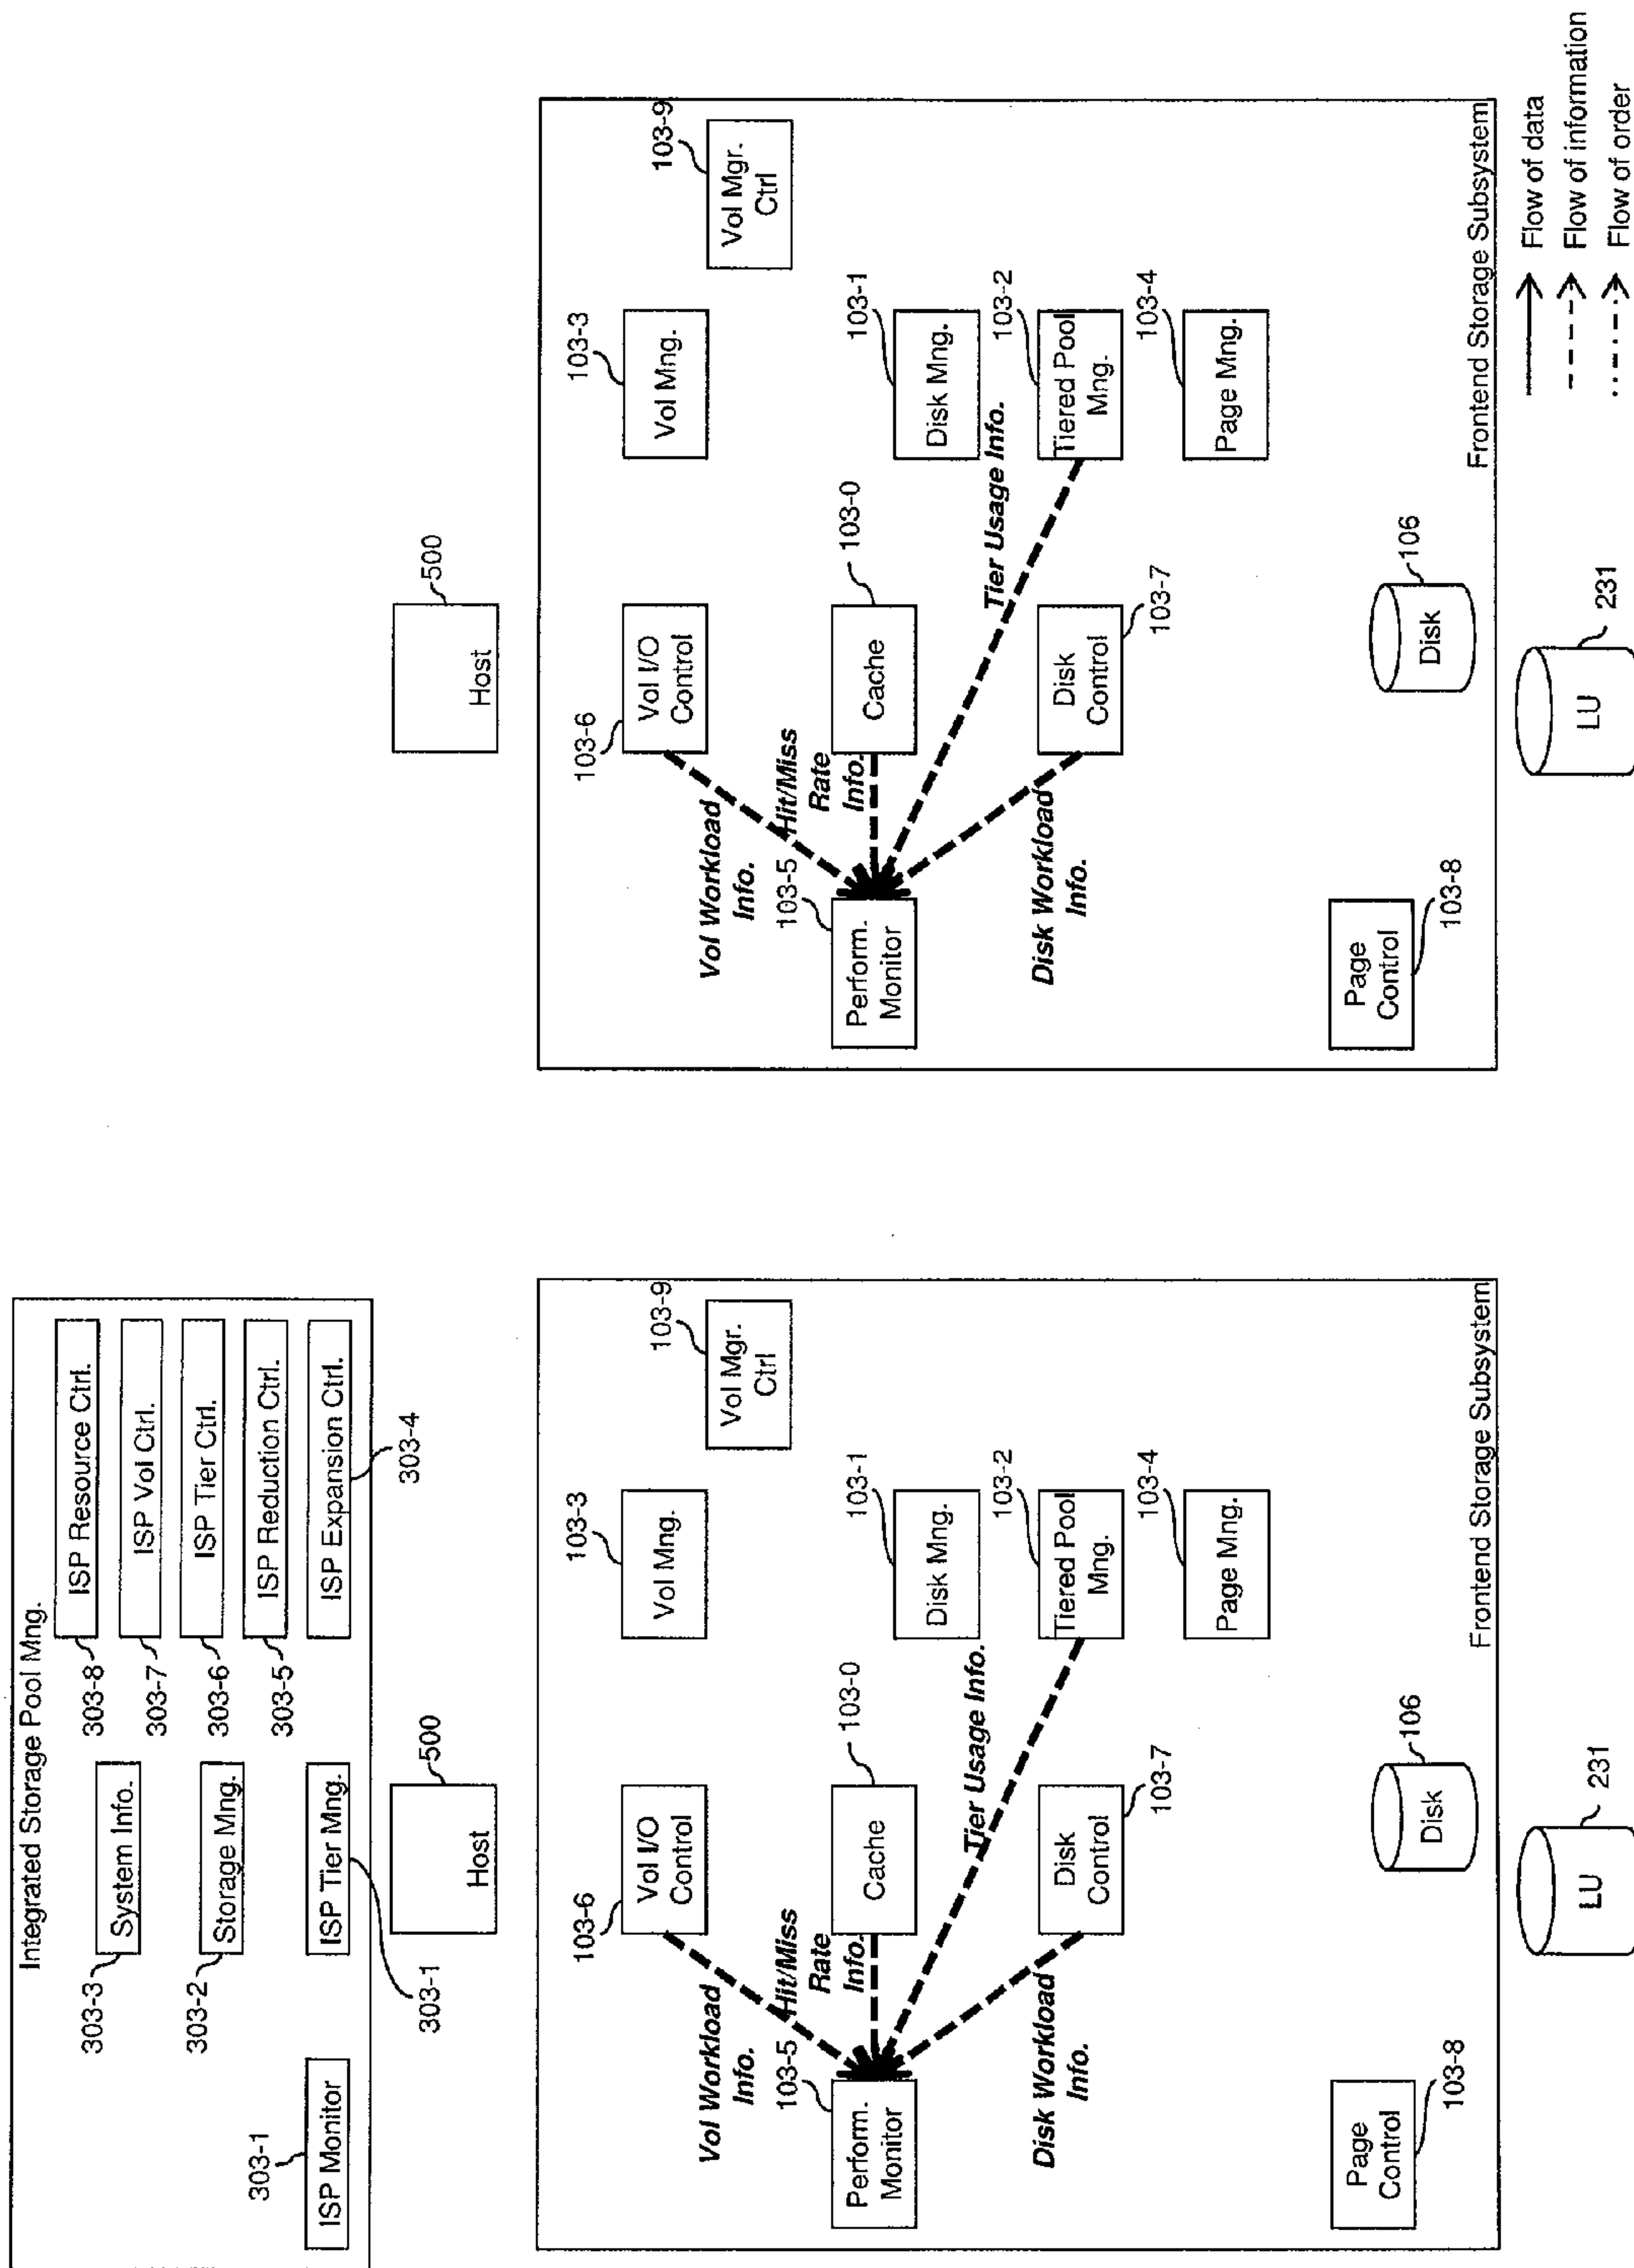 Integrated Storage Pool Mng.
303-8
ISP Resource Ctrl.
303-3
System Info.
303-7
ISP Vol Ctrl.
303-6
ISP Tier Ctrl.
303-2
Storage Mng.
303-5
ISP Reduction Ctrl.
303-1
ISP Monitor
ISP Tier Mng.
ISP Expansion Ctrl.
303-1
303-4
500
Host
103-9
103-3
103-6
Vol I/O
Control
Vol Mng.
Vol Mgr.
Ctrl
Vol Workload
Info.
Hit/Miss
Rate
Info.
103-5
103-0
103-1
Perform.
Monitor
Cache
Disk Mng.
Tier Usage Info.
103-2
Disk Workload
Info.
Disk
Control
Tiered Pool
Mng.
103-7
103-4
Page Mng.
Page
Control
103-8
106
Disk
Frontend Storage Subsystem
231
LU
500
Host
103-9
103-3
103-6
Vol I/O
Control
Vol Mng.
Vol Mgr.
Ctrl
Vol Workload
Info.
Hit/Miss
Rate
Info.
103-5
103-0
103-1
Perform.
Monitor
Cache
Disk Mng.
Tier Usage Info.
103-2
Disk Workload
Info.
Disk
Control
Tiered Pool
Mng.
103-7
103-4
Page Mng.
Page
Control
103-8
106
Disk
Frontend Storage Subsystem
231
LU
Flow of data
Flow of information
Flow of order